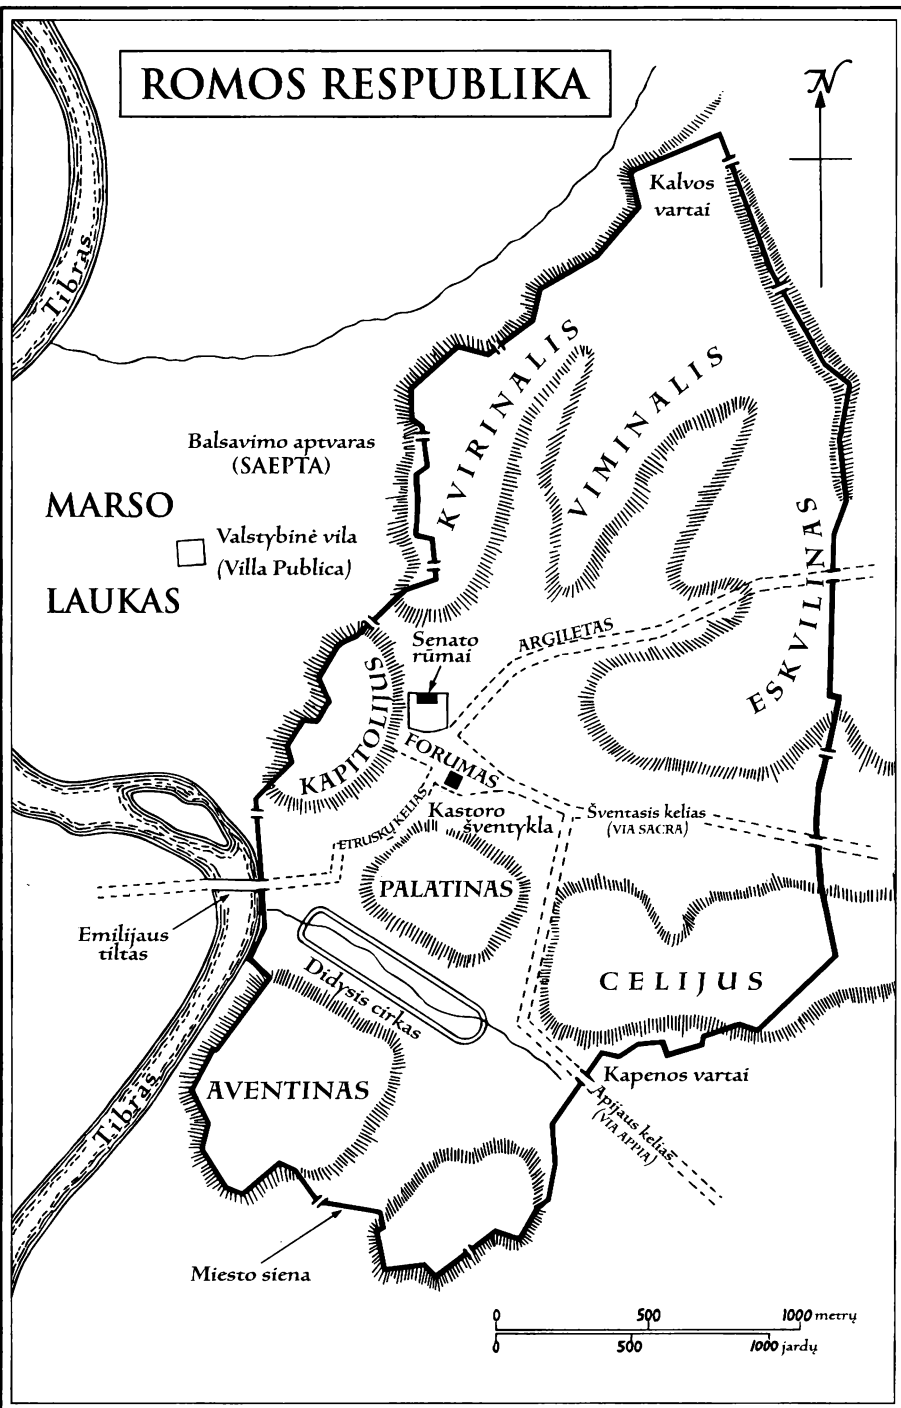 ROMOS RESPUBLIKA
N
Kalvos
vartai
Tibras
KVIRINALIS
VIMINALIS
Balsavimo aptvaras
(SAEPTA)
MARSO
LAUKAS
Valstybinė vila
(Villa Publica)
ESKVILINAS
ARGILETAS
Senato
rūmai
KAPITOLIJUS
FORUMAS
Kastoro
šventykla
ETRUSKŲ KELIAS
Šventasis kelias
(VIA SACRA)
PALATINAS
Emilijaus
tiltas
Didysis cirkas
CELIJUS
AVENTINAS
Kapenos vartai
Apijaus kelias
(VIA APPIA)
Tibras
Miesto siena
0 500 1000 metrų
0 500 1000 jardų